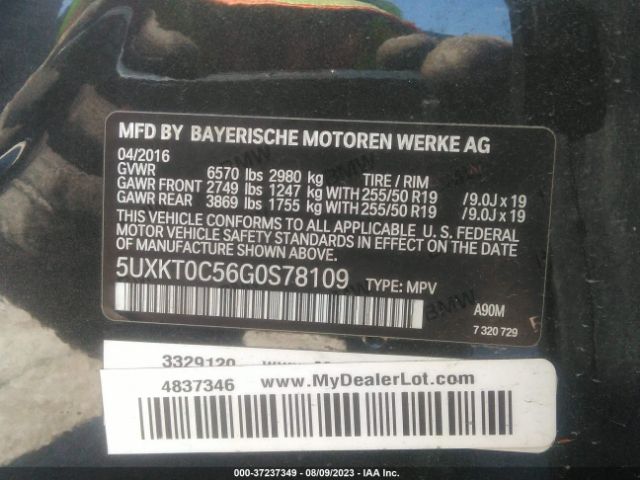 MFD BY BAYERISCHE MOTOREN WERKE AG
04/2016
GVWR 6570 lbs 2980 kg TIRE / RIM
GAWR FRONT 2749 lbs 1247 kg WITH 255/50 R19 /9.0J x 19
GAWR REAR 3869 lbs 1755 kg WITH 255/50 R19 /9.0J x 19
THIS VEHICLE CONFORMS TO ALL APPLICABLE U.S. FEDERAL
MOTOR VEHICLE SAFETY STANDARDS IN EFFECT ON THE DATE OF
MANUFACTURE SHOWN ABOVE.
5UXKT0C56G0S78109 TYPE: MPV
A90M
7 320 729
3329120
4837346 www.MyDealerLot.com
000-37237349 - 08/09/2023 - IAA Inc.